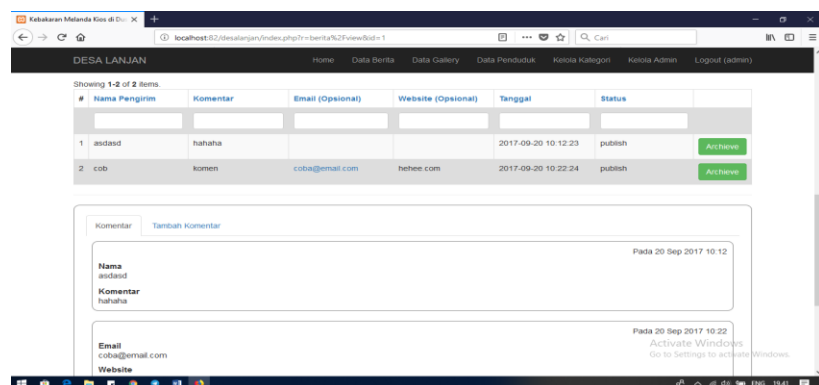 Kebakaran Melanda Kios di Du
localhost:82/desalanjan/index.php?r=berita%2Fview&id=1
Cari
DESA LANJAN
Home Data Berita Data Gallery Data Penduduk Kelola Kategori Kelola Admin Logout (admin)
Showing 1-2 of 2 items.
# Nama Pengirim Komentar Email (Opsional) Website (Opsional) Tanggal Status
1 asdasd hahaha 2017-09-20 10:12:23 publish Archieve
2 cob komen coba@email.com hehee.com 2017-09-20 10:22:24 publish Archieve
Komentar Tambah Komentar
Pada 20 Sep 2017 10:12
Nama
asdasd
Komentar
hahaha
Pada 20 Sep 2017 10:22
Email
coba@email.com
Website
Activate Windows
Go to Settings to activate Windows.
ENG 19.41